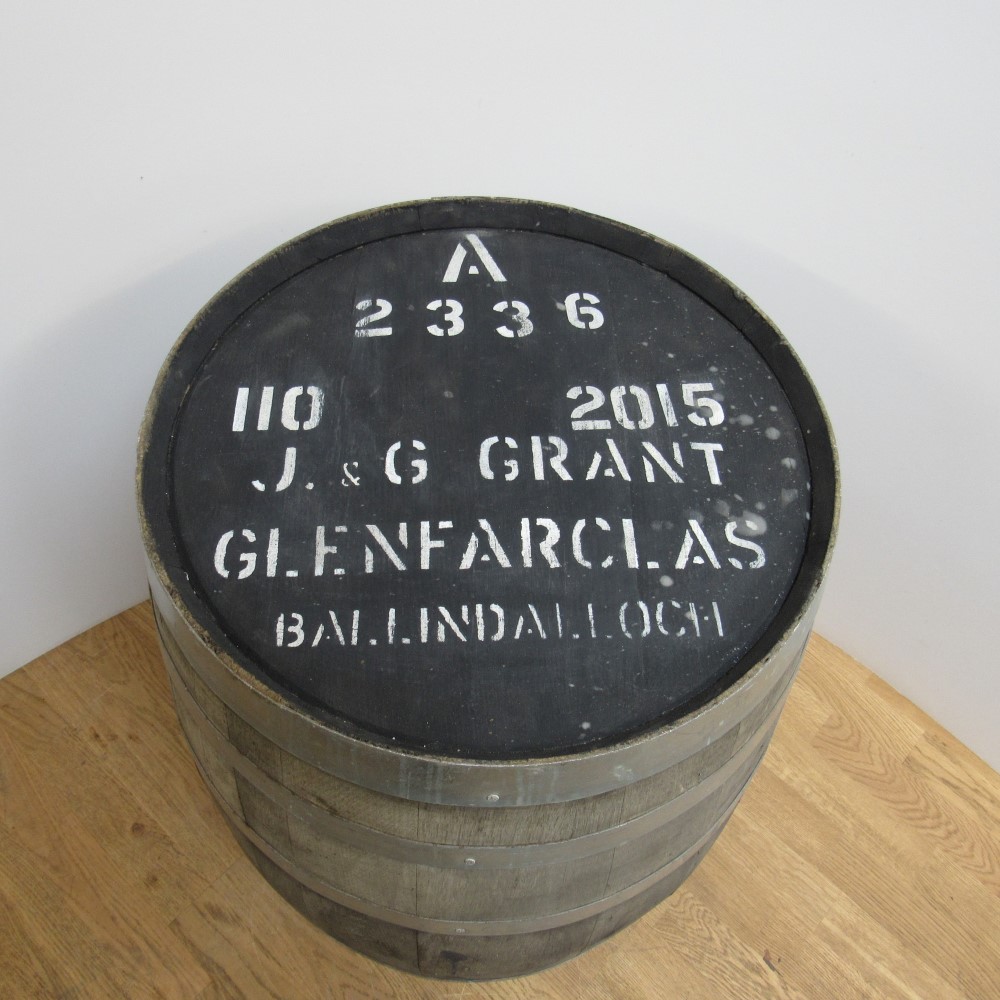 A
2336
110 2015
J. & G GRANT
GLENFARCLAS
BALLINDALLOCH